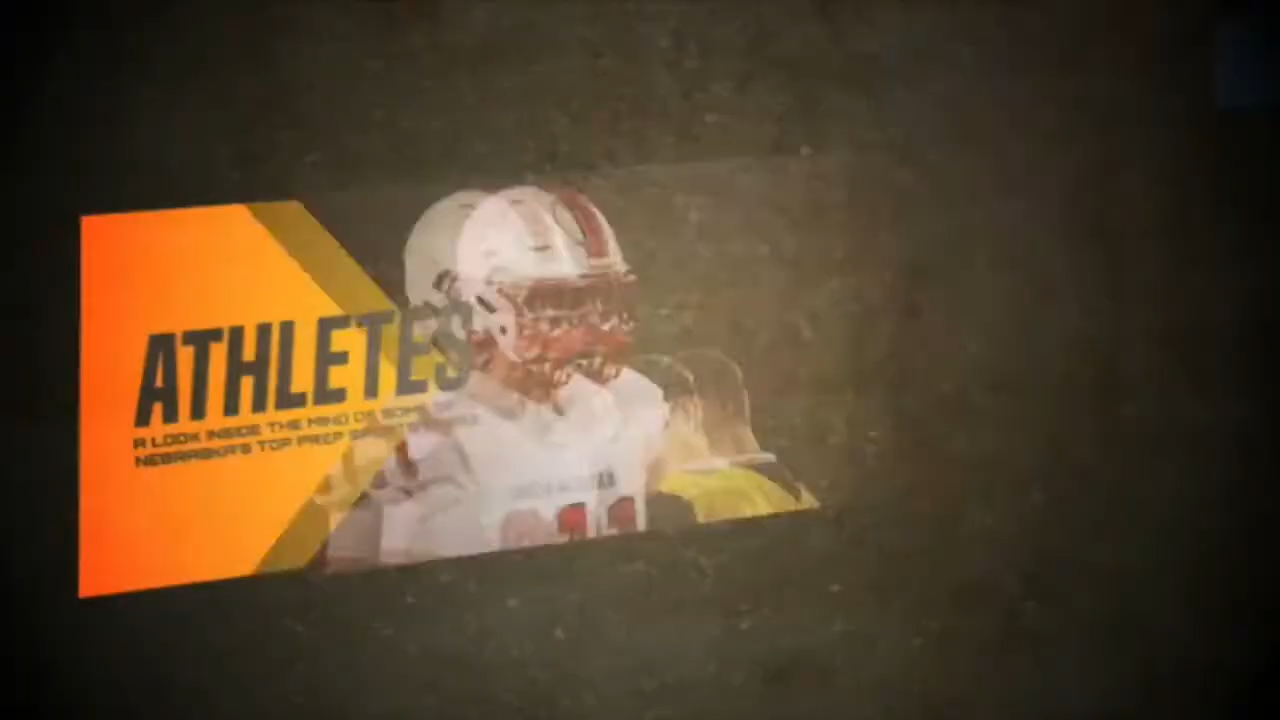 ATHLETES
A LOOK INSIDE THE MIND OF SOME
NEBRASKA'S TOP PREP